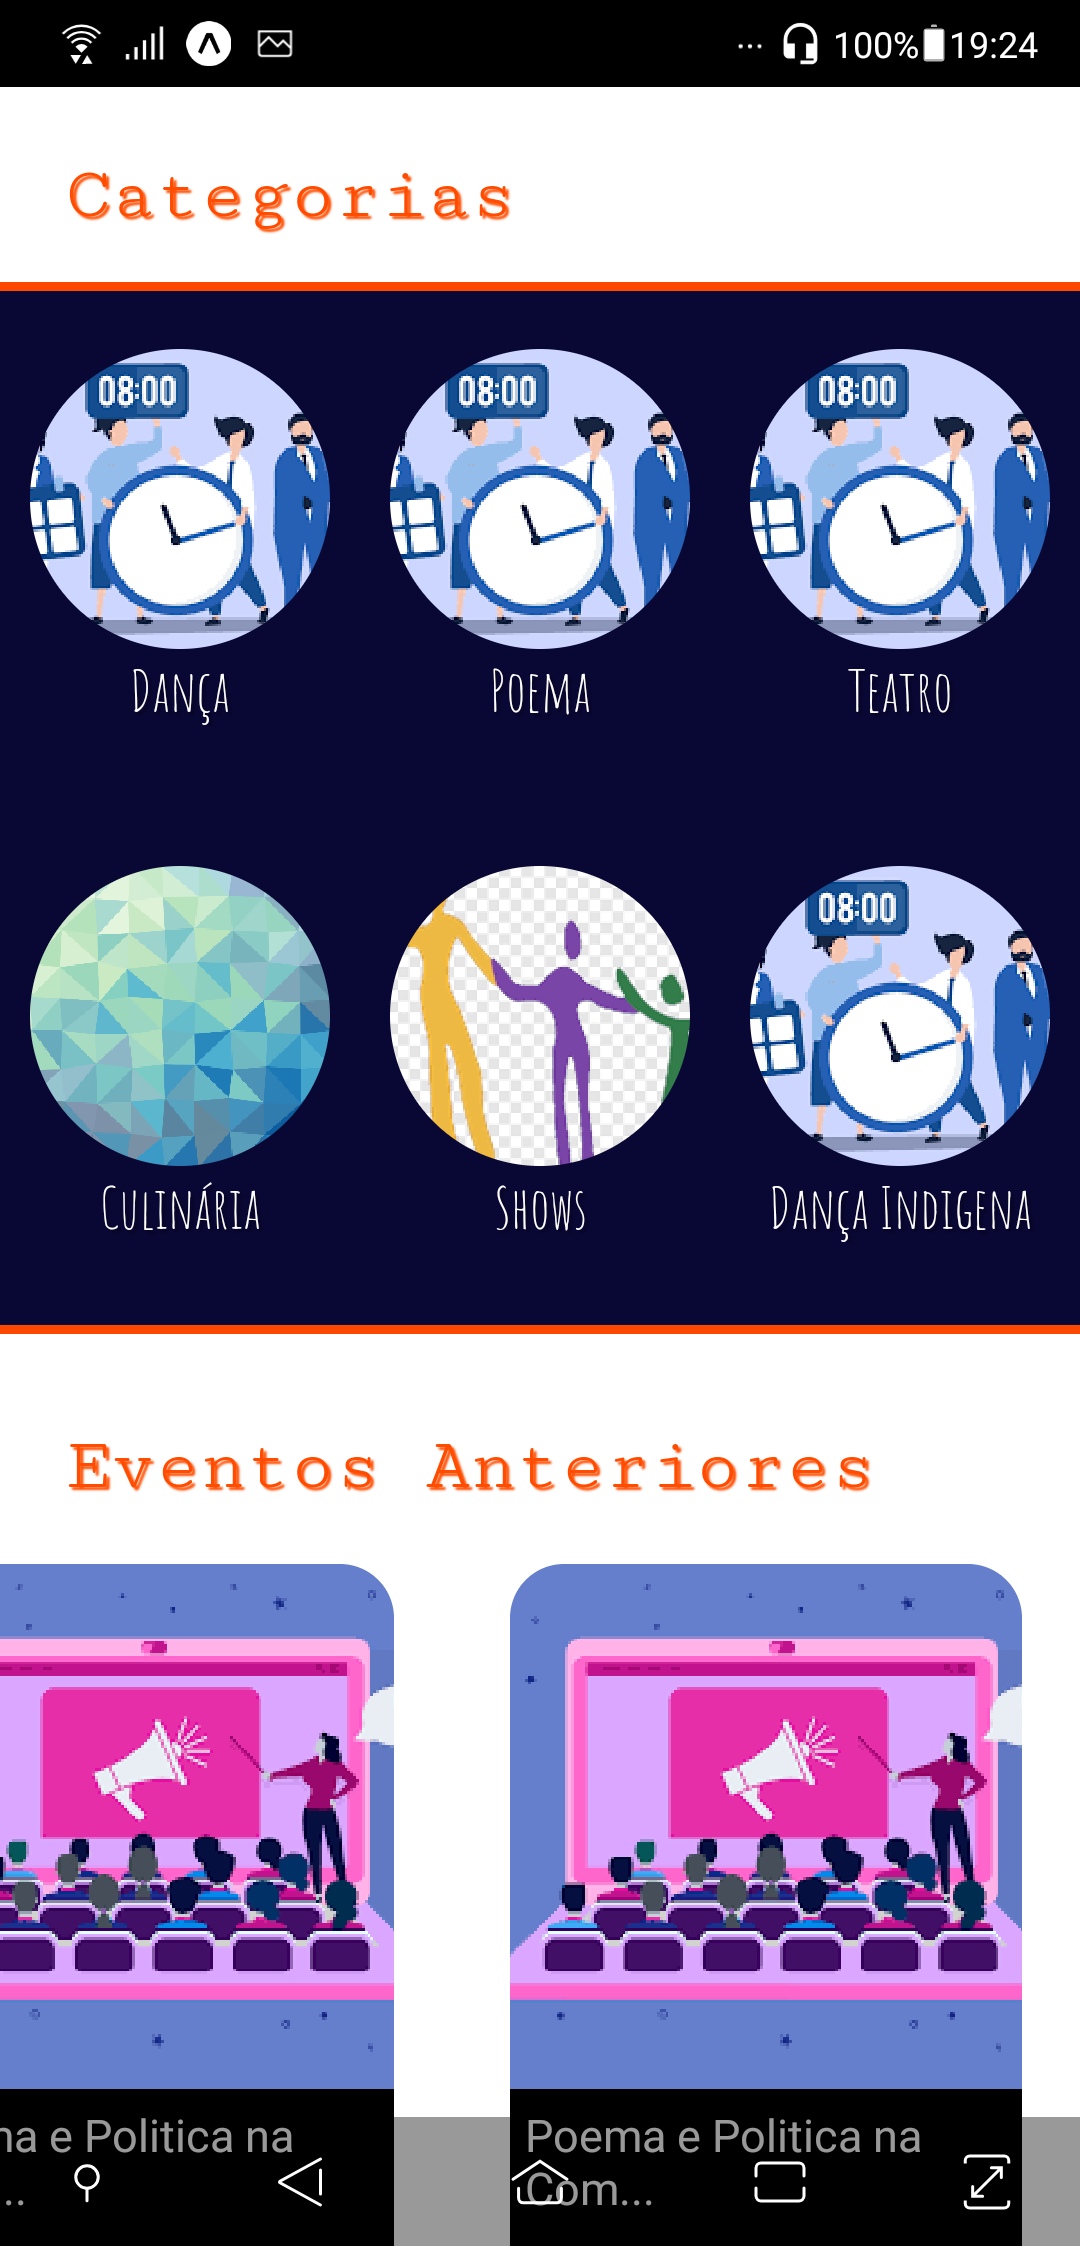 100% 19:24
Categorias
08:00 08:00 08:00
Dança Poema Teatro
08:00
Culinária Shows Dança Indigena
Eventos Anteriores
na e Politica na Poema e Politica na
... Com...